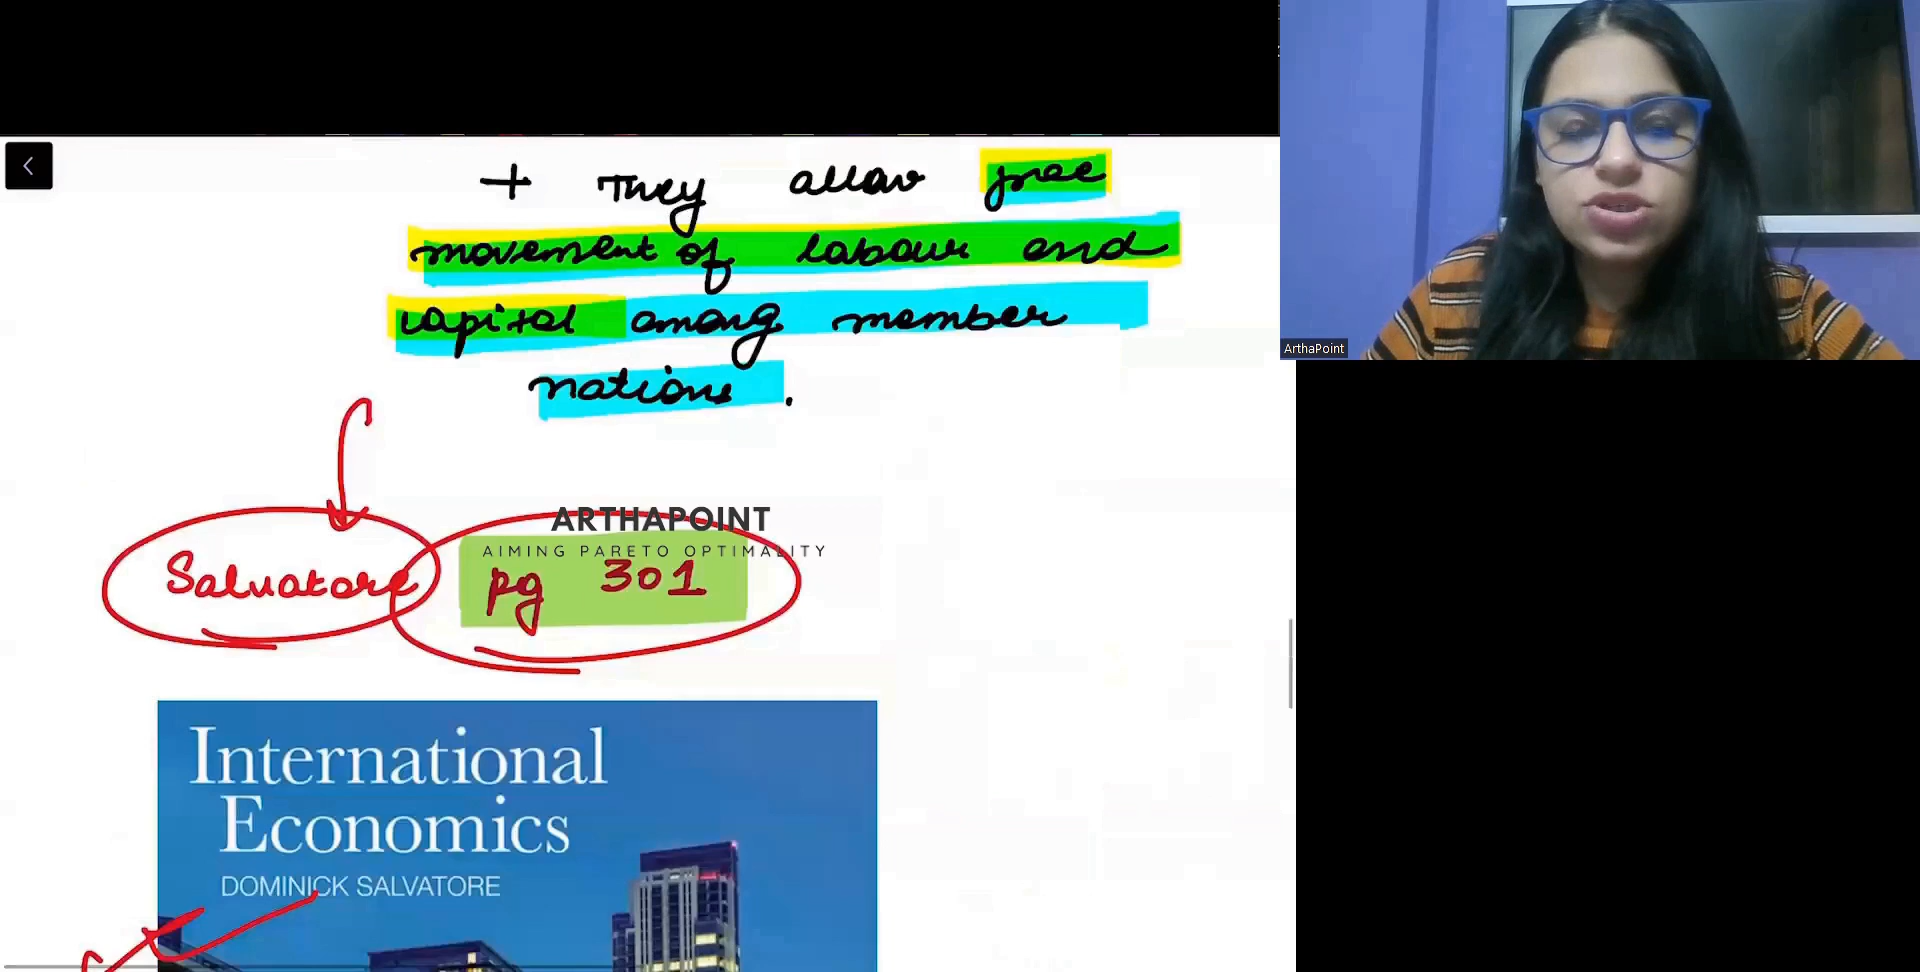 + They allow free
movement of labour and
capital among member
nations.
ArthaPoint
ARTHAPOINT
AIMING PARETO OPTIMALITY
Salvatore pg 301
International
Economics
DOMINICK SALVATORE